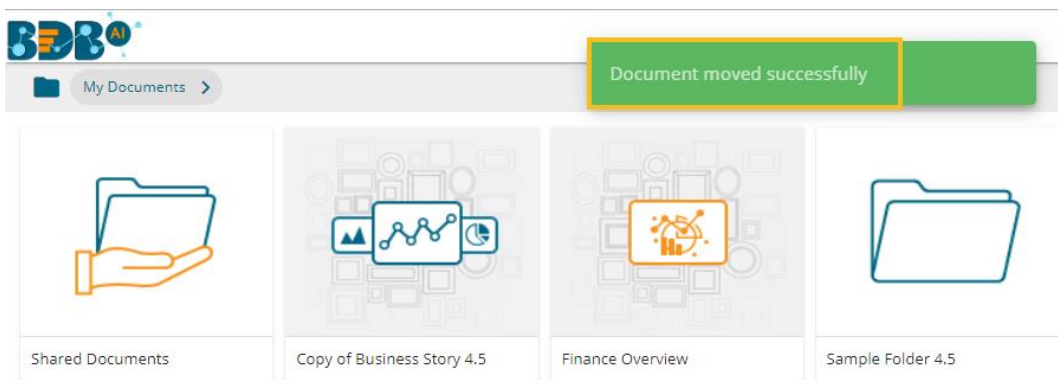 BDB AI
Document moved successfully
My Documents >
Shared Documents
Copy of Business Story 4.5
Finance Overview
Sample Folder 4.5